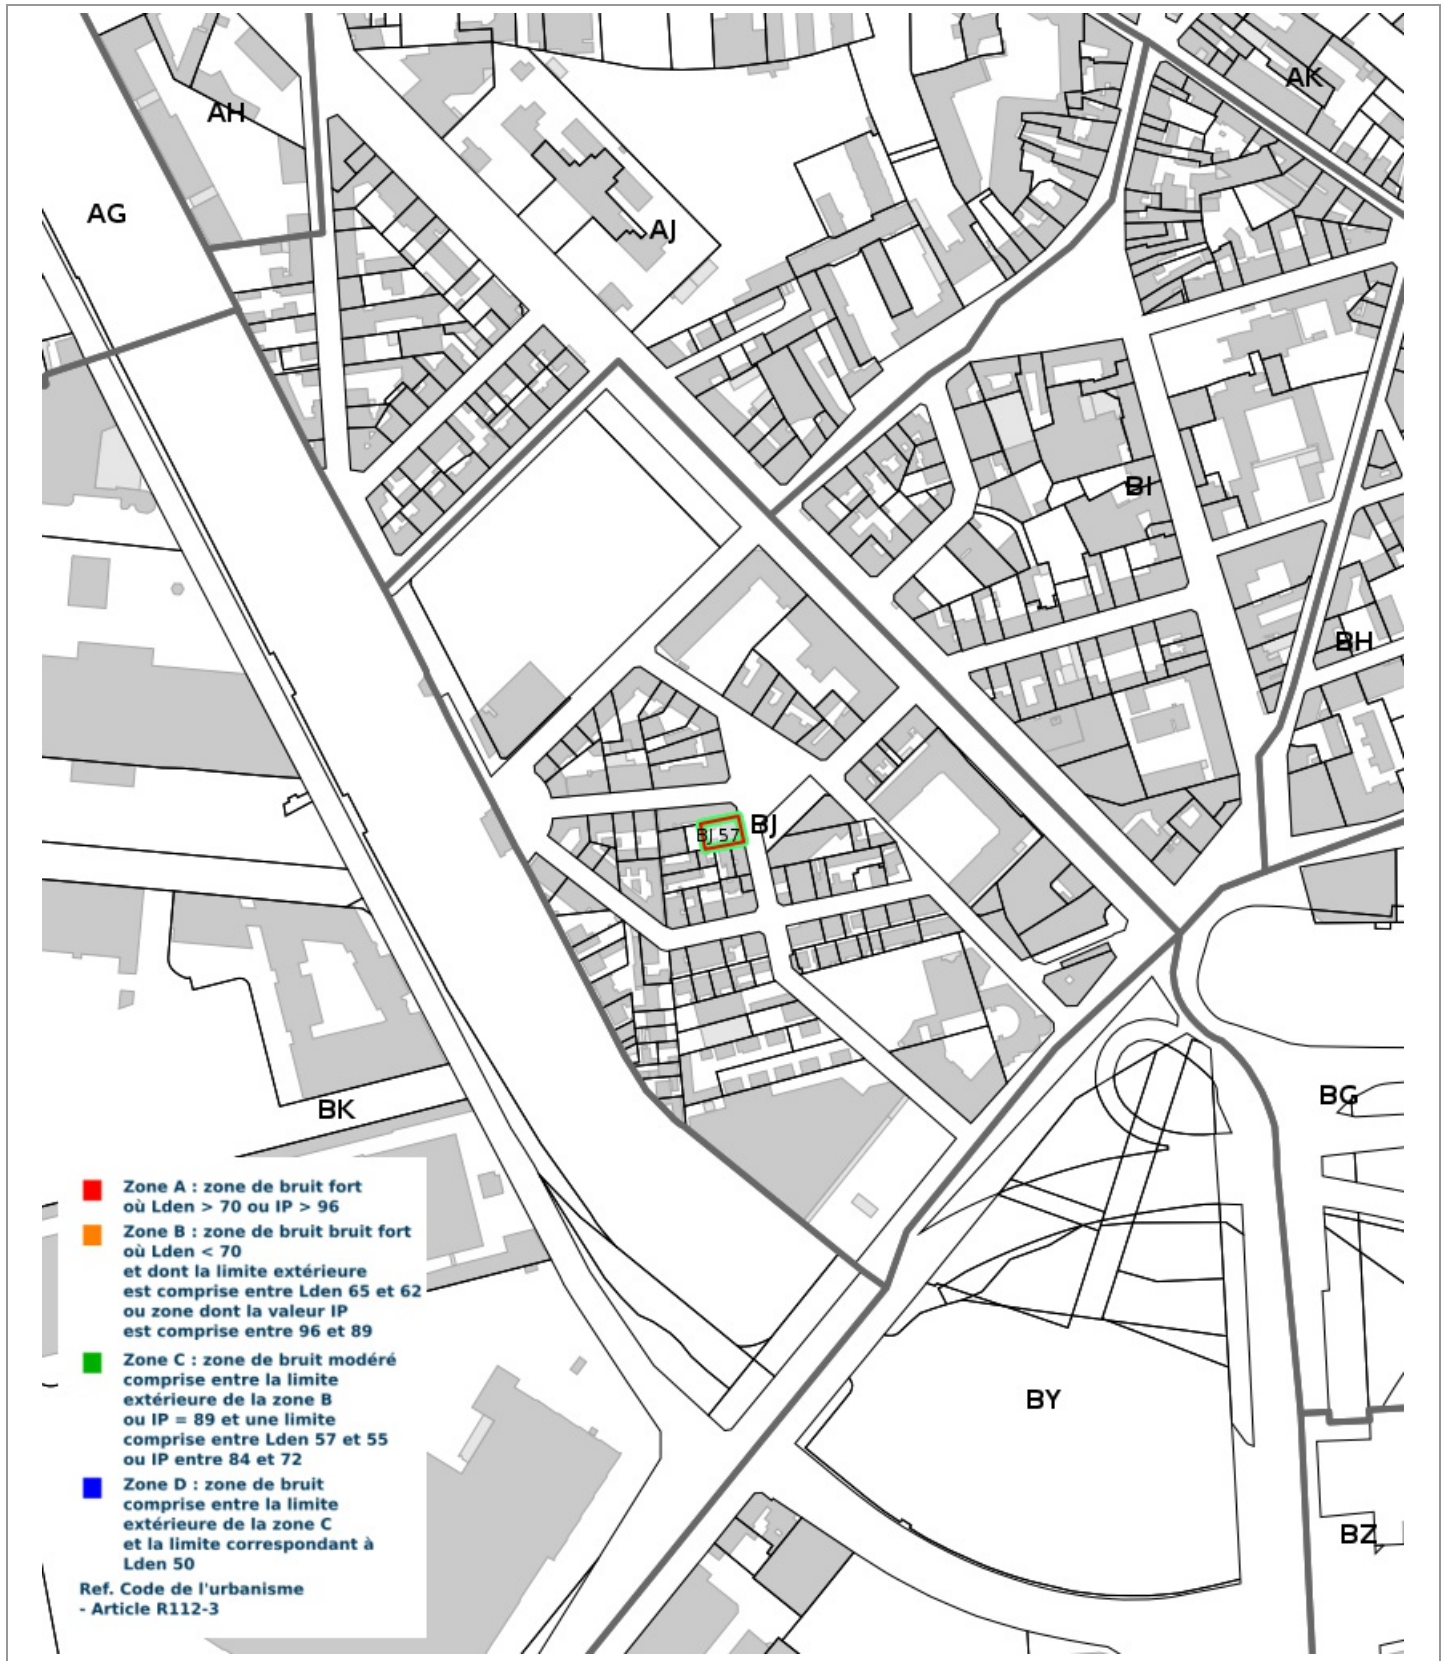 AK
AH
AG
AJ
BI
BH
BJ
BJ 57
BK
BG
BY
BZ
Zone A : zone de bruit fort
où Lden > 70 ou IP > 96
Zone B : zone de bruit bruit fort
où Lden < 70
et dont la limite extérieure
est comprise entre Lden 65 et 62
ou zone dont la valeur IP
est comprise entre 96 et 89
Zone C : zone de bruit modéré
comprise entre la limite
extérieure de la zone B
ou IP = 89 et une limite
comprise entre Lden 57 et 55
ou IP entre 84 et 72
Zone D : zone de bruit
comprise entre la limite
extérieure de la zone C
et la limite correspondant à
Lden 50
Ref. Code de l'urbanisme
- Article R112-3